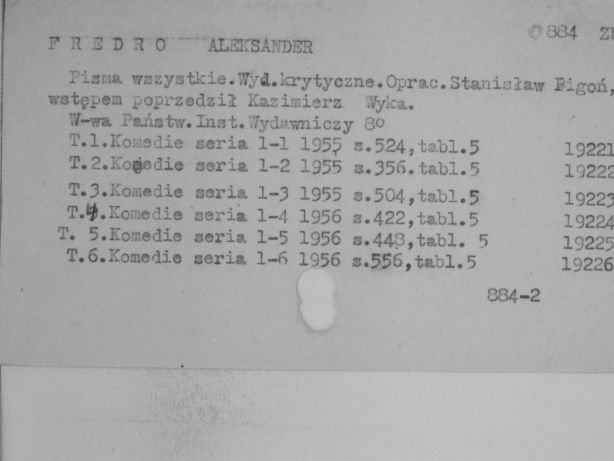 884
F R E D R O ALEKSANDER
Pisma wszystkie.Wyd.krytyczne.Oprac.Stanisław Pigoń,
wstępem poprzedził Kazimierz Wyka.
W-wa Państw.Inst.Wydawniczy 8o
T.1.Komedie seria 1-1 1955 s.524,tabl.5 19221
T.2.Komedie seria 1-2 1955 s.356.tabl.5 19222
T.3.Komedie seria 1-3 1955 s.504,tabl.5 19223
T.4.Komedie seria 1-4 1956 s.422,tabl.5 19224
T. 5.Komedie seria 1-5 1956 s.448,tabl. 5 19225
T.6.Komedie seria 1-6 1956 s.556,tabl.5 19226
884-2